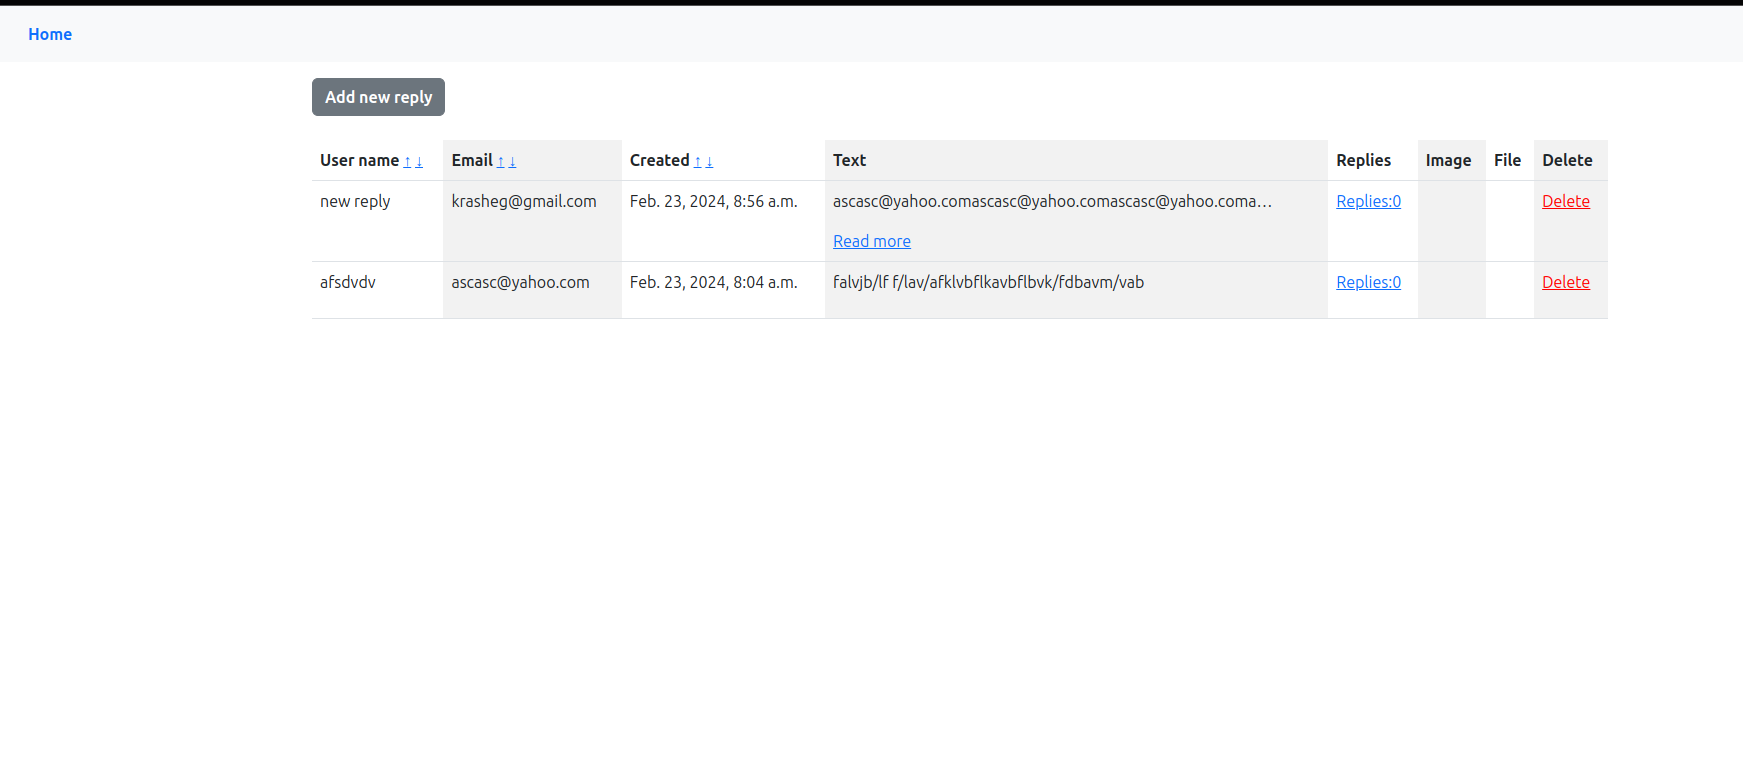 Home
Add new reply
User name ↑ ↓ Email ↑ ↓ Created ↑ ↓ Text Replies Image File Delete
new reply krasheg@gmail.com Feb. 23, 2024, 8:56 a.m. ascasc@yahoo.comascasc@yahoo.comascasc@yahoo.coma… Replies:0 Delete
Read more
afsdvdv ascasc@yahoo.com Feb. 23, 2024, 8:04 a.m. falvjb/lf f/lav/afklvbflkavbflbvk/fdbavm/vab Replies:0 Delete